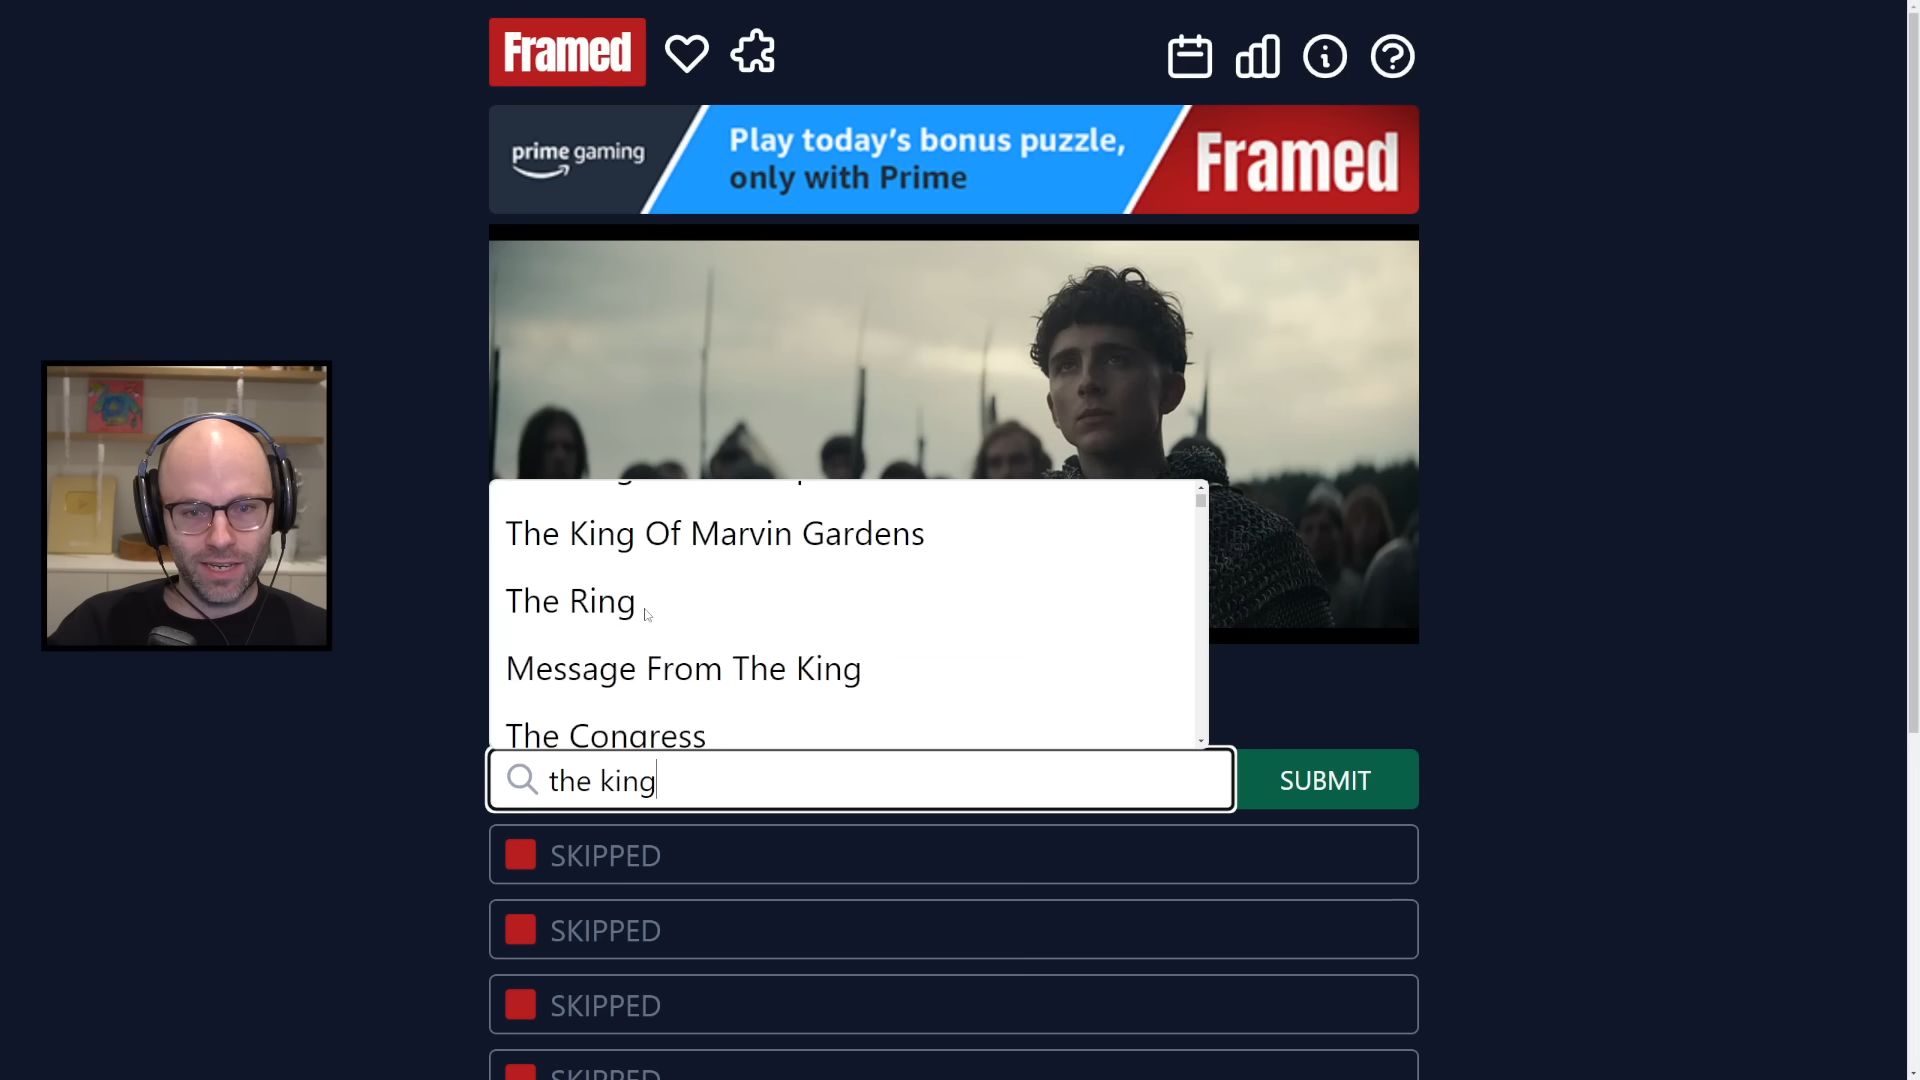 Framed
prime gaming
Play today's bonus puzzle,
only with Prime
Framed
The King Of Marvin Gardens
The Ring
Message From The King
The Congress
the king
SUBMIT
SKIPPED
SKIPPED
SKIPPED
SKIPPED